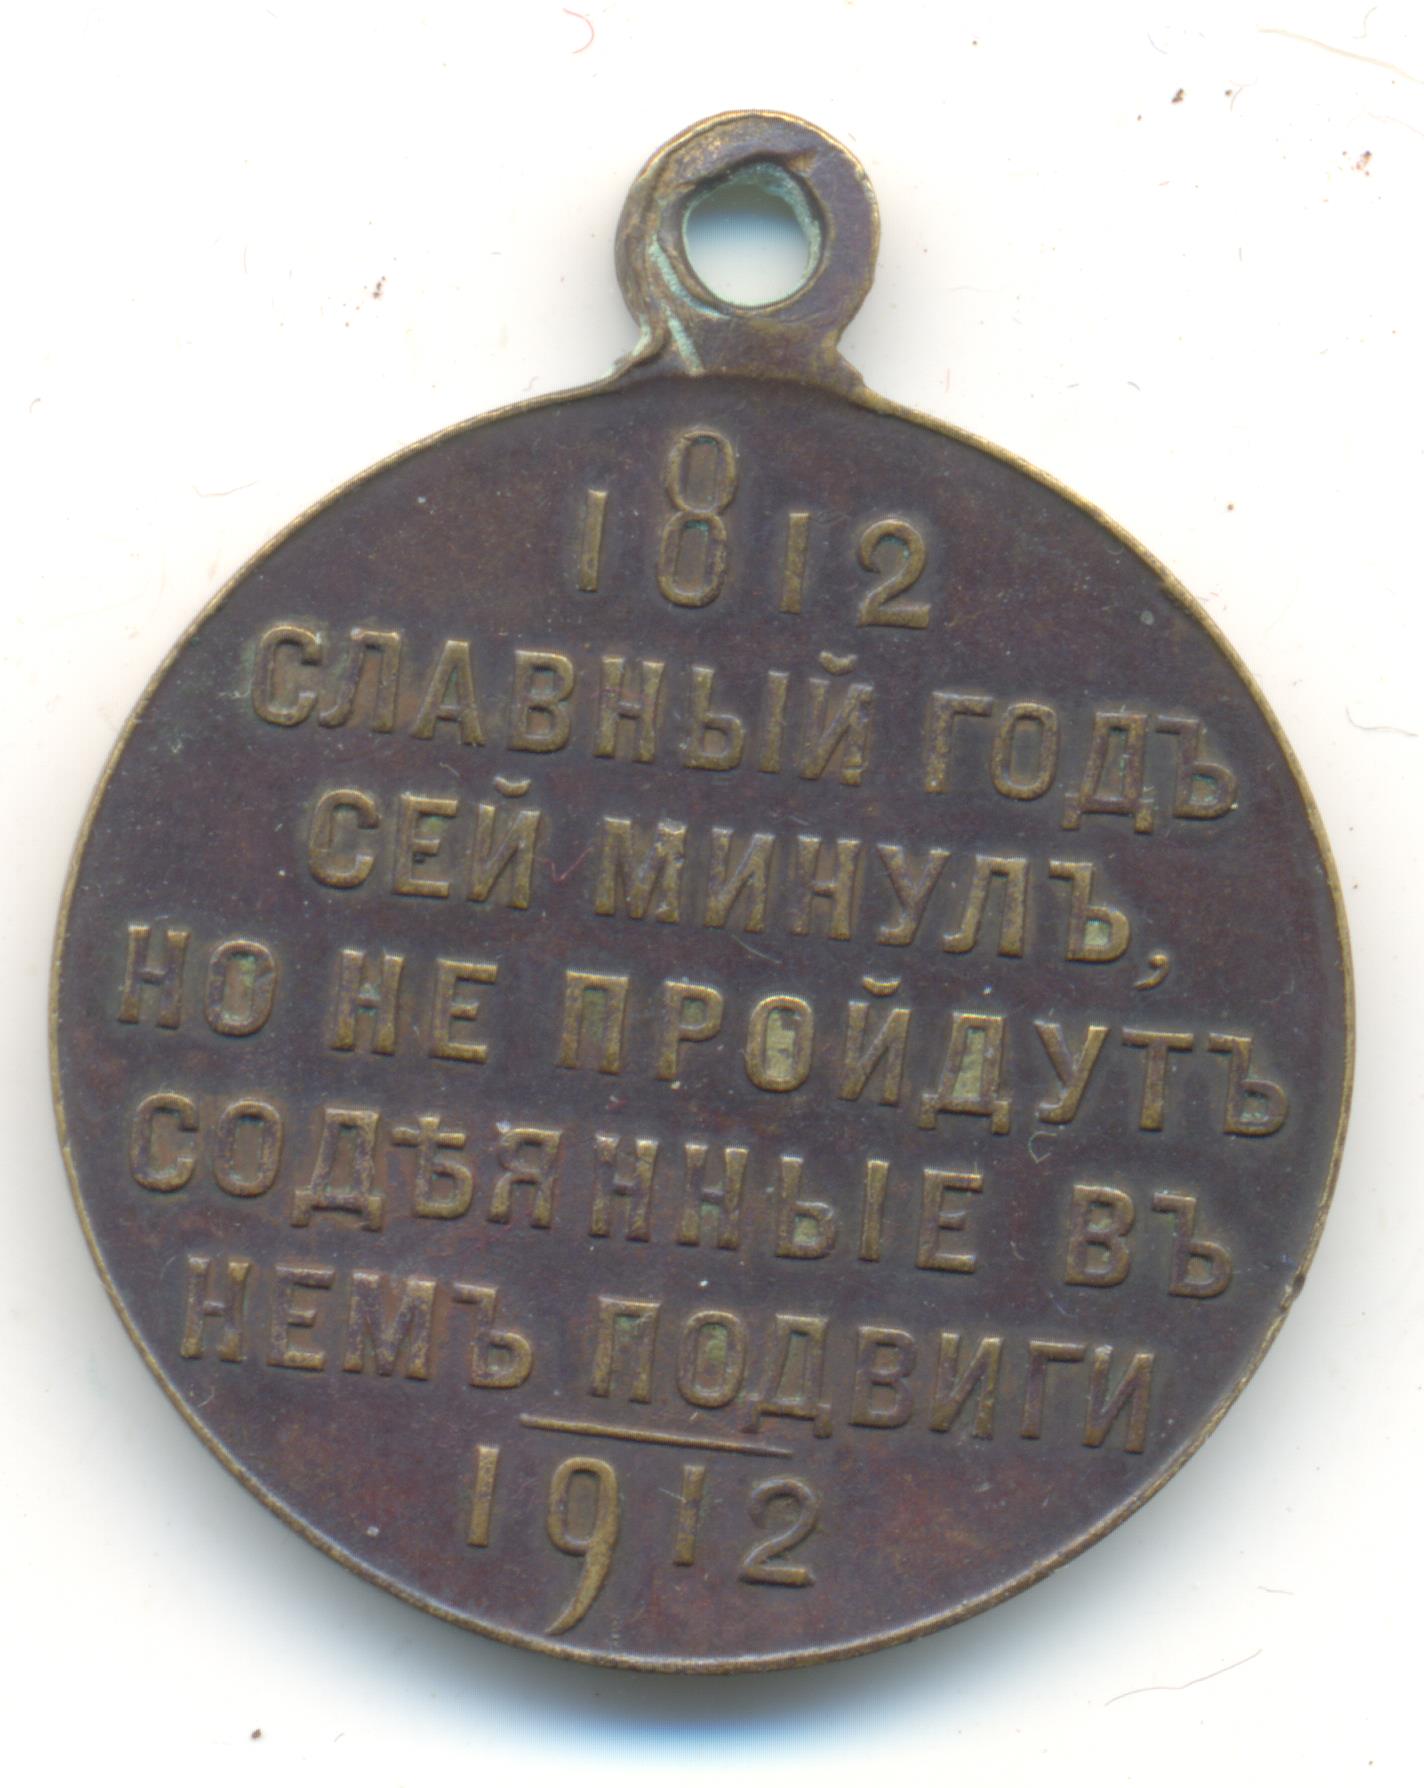 1812
СЛАВНЫЙ ГОДЪ
СЕЙ МИНУЛЪ,
НО НЕ ПРОЙДУТЪ
СОДѢЯННЫЕ ВЪ
НЕМЪ ПОДВИГИ
1912